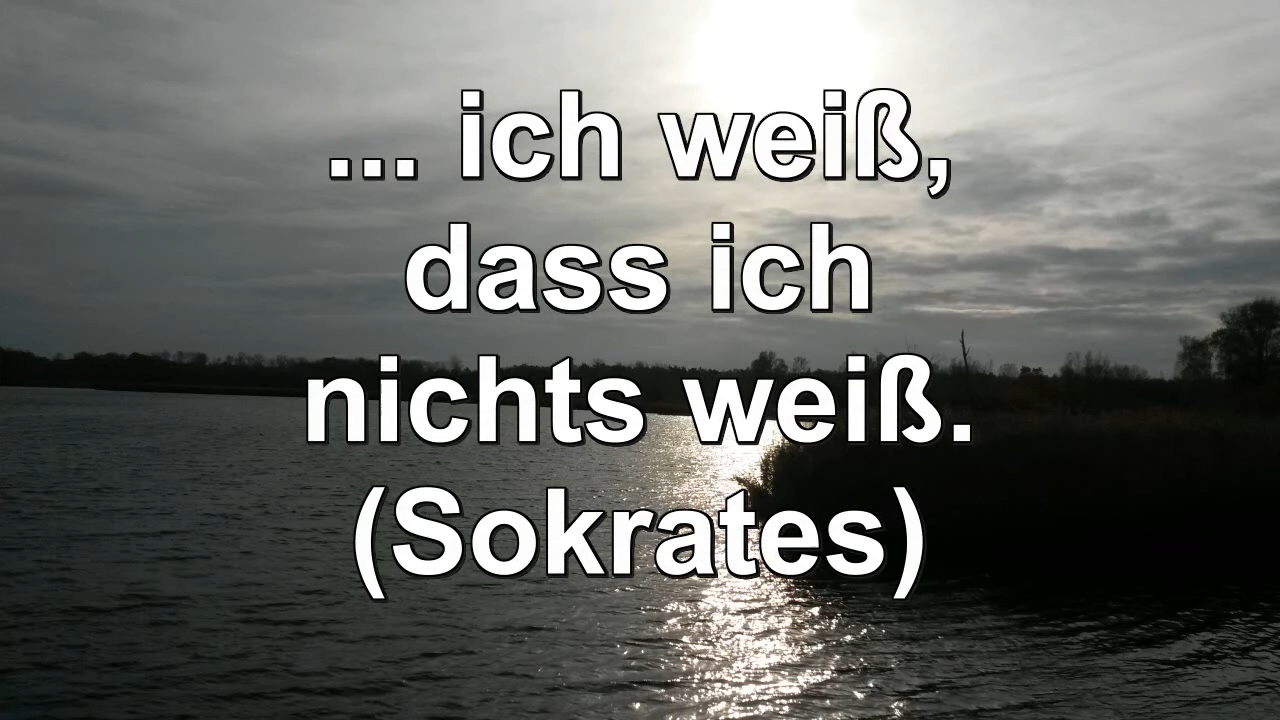 ... ich weiß,
dass ich
nichts weiß.
(Sokrates)